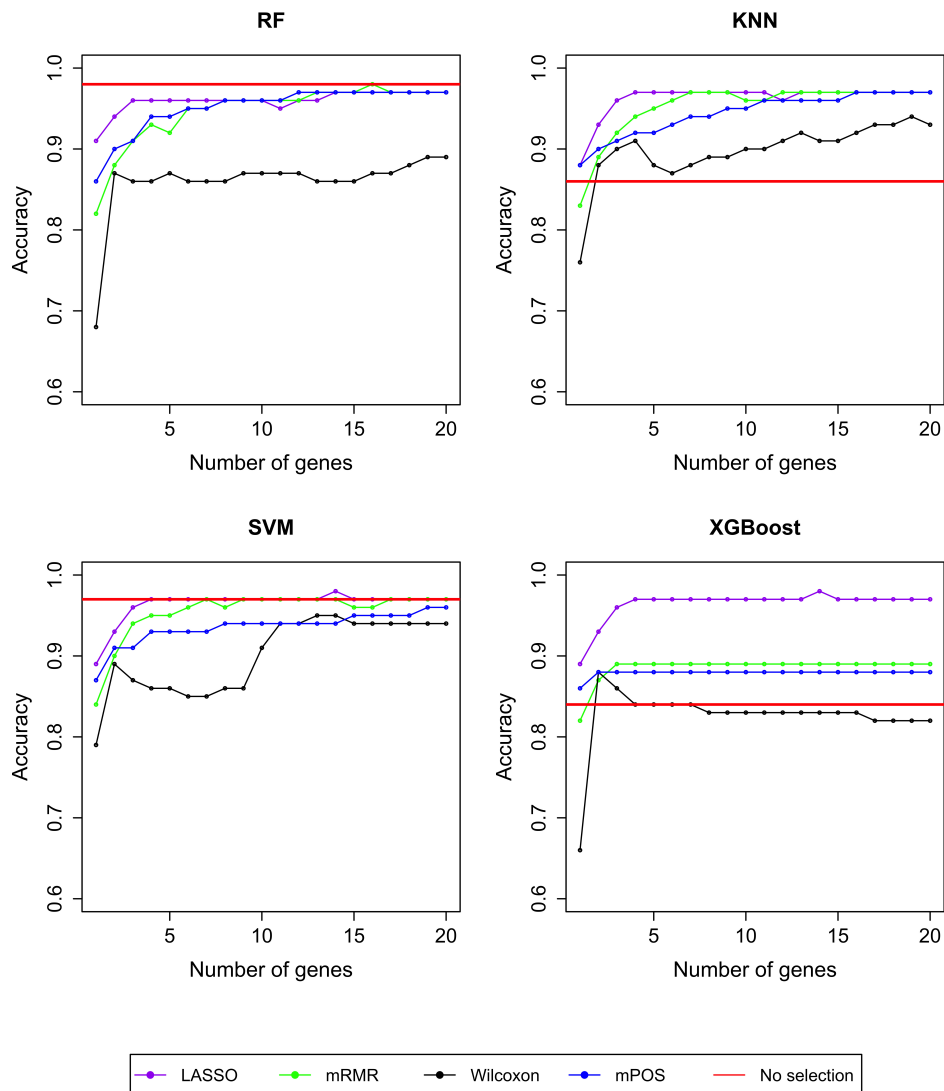 RF
KNN
Accuracy
1.0
0.9
0.8
0.7
0.6
5 10 15 20
Number of genes
Accuracy
1.0
0.9
0.8
0.7
0.6
5 10 15 20
Number of genes
SVM
XGBoost
Accuracy
1.0
0.9
0.8
0.7
0.6
5 10 15 20
Number of genes
Accuracy
1.0
0.9
0.8
0.7
0.6
5 10 15 20
Number of genes
LASSO mRMR Wilcoxon mPOS No selection